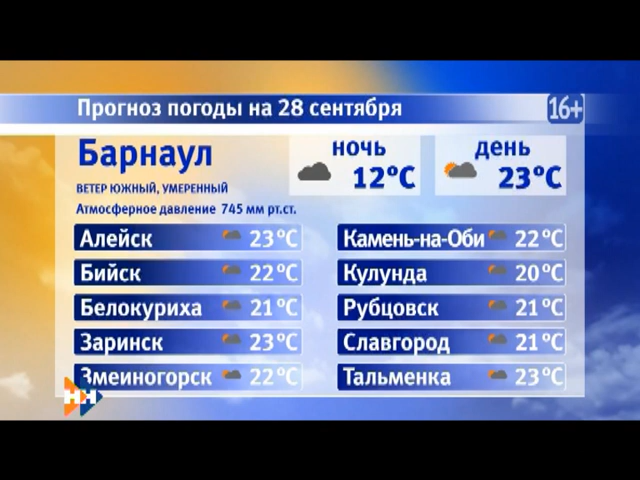 Прогноз погоды на 28 сентября
16+
Барнаул
ВЕТЕР ЮЖНЫЙ, УМЕРЕННЫЙ
Атмосферное давление 745 мм рт.ст.
ночь
12°C
день
23°C
Алейск 23°C
Бийск 22°C
Белокуриха 21°C
Заринск 23°C
Змеиногорск 22°C
Камень-на-Оби 22°C
Кулунда 20°C
Рубцовск 21°C
Славгород 21°C
Тальменка 23°C
НН